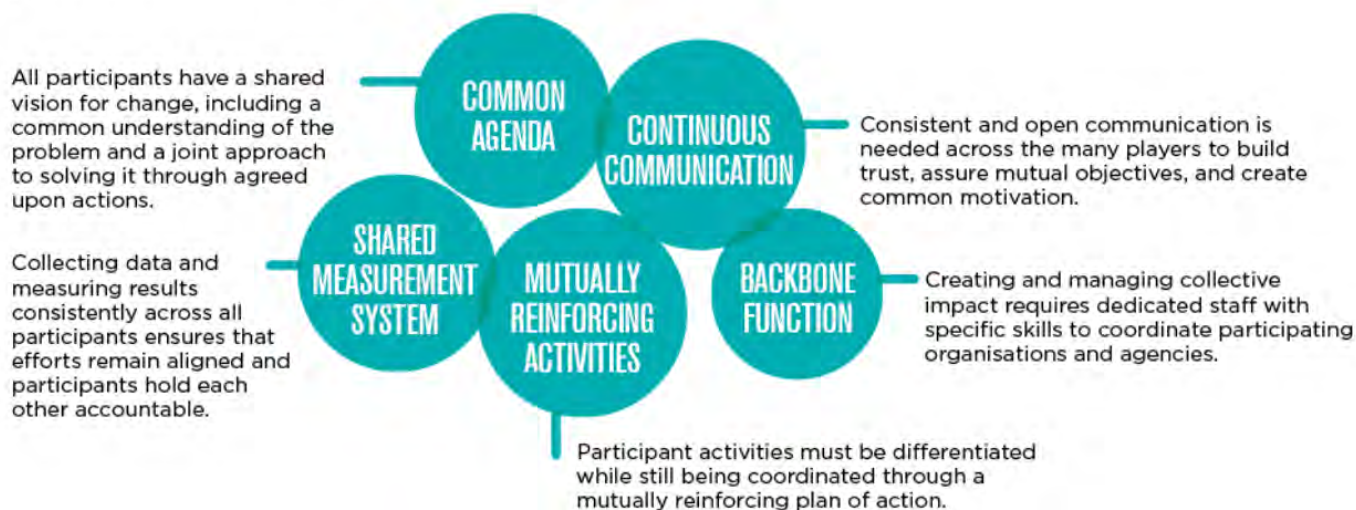 All participants have a shared
vision for change, including a
common understanding of the
problem and a joint approach
to solving it through agreed
upon actions.
COMMON
AGENDA
CONTINUOUS
COMMUNICATION
Consistent and open communication is
needed across the many players to build
trust, assure mutual objectives, and create
common motivation.
Collecting data and
measuring results
consistently across all
participants ensures that
efforts remain aligned and
participants hold each
other accountable.
SHARED
MEASUREMENT
SYSTEM
MUTUALLY
REINFORCING
ACTIVITIES
BACKBONE
FUNCTION
Creating and managing collective
impact requires dedicated staff with
specific skills to coordinate participating
organisations and agencies.
Participant activities must be differentiated
while still being coordinated through a
mutually reinforcing plan of action.